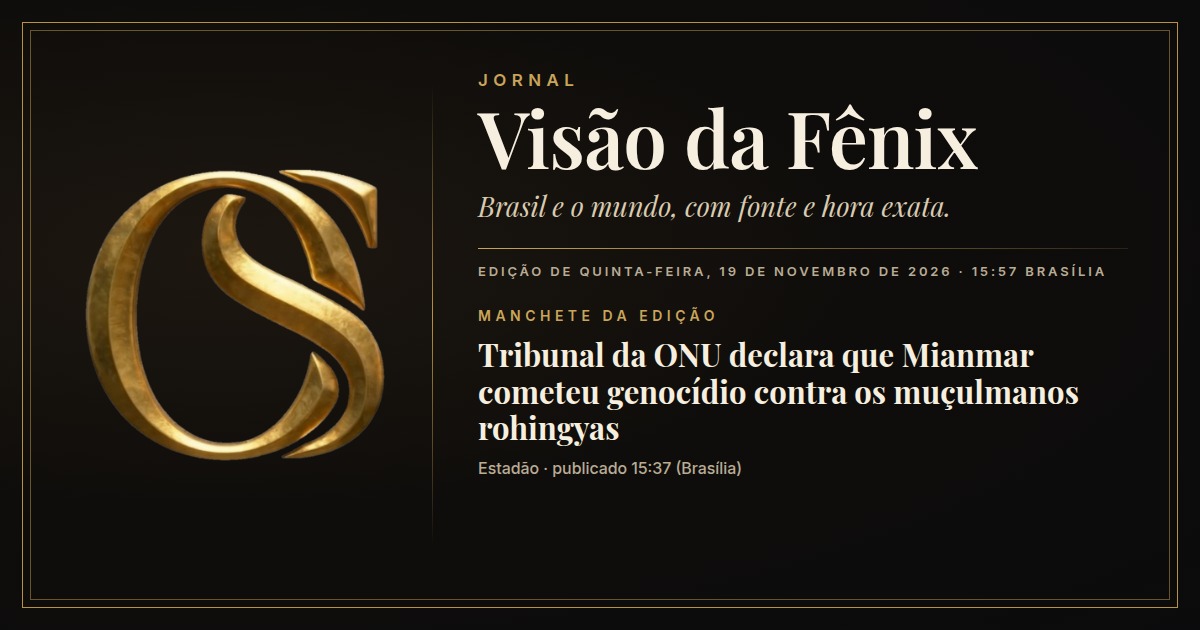 JORNAL
Visão da Fênix
Brasil e o mundo, com fonte e hora exata.
EDIÇÃO DE QUINTA-FEIRA, 19 DE NOVEMBRO DE 2026 · 15:57 BRASÍLIA
MANCHETE DA EDIÇÃO
Tribunal da ONU declara que Mianmar
cometeu genocídio contra os muçulmanos
rohingyas
Estadão · publicado 15:37 (Brasília)
OS